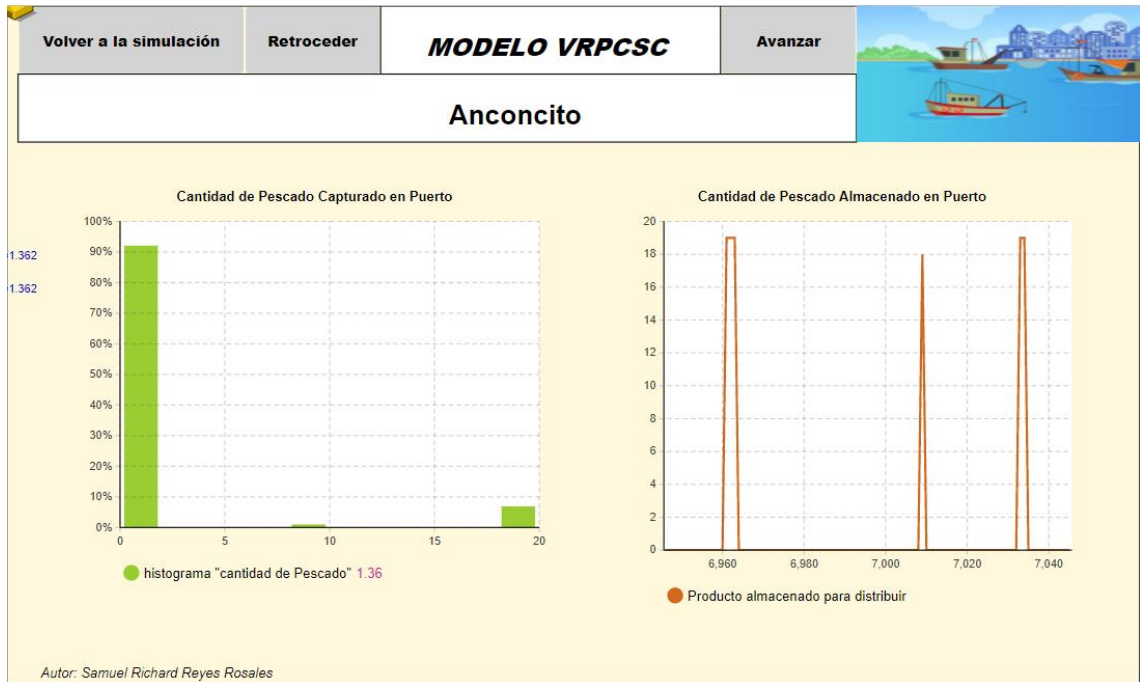 Volver a la simulación
Retroceder
MODELO VRPCSC
Avanzar
Anconcito
Cantidad de Pescado Capturado en Puerto
100%
90%
80%
70%
60%
50%
40%
30%
20%
10%
0%
0 5 10 15 20
histograma "cantidad de Pescado" 1.36
1.362
1.362
Cantidad de Pescado Almacenado en Puerto
20
18
16
14
12
10
8
6
4
2
0
6,960 6,980 7,000 7,020 7,040
Producto almacenado para distribuir
Autor: Samuel Richard Reyes Rosales